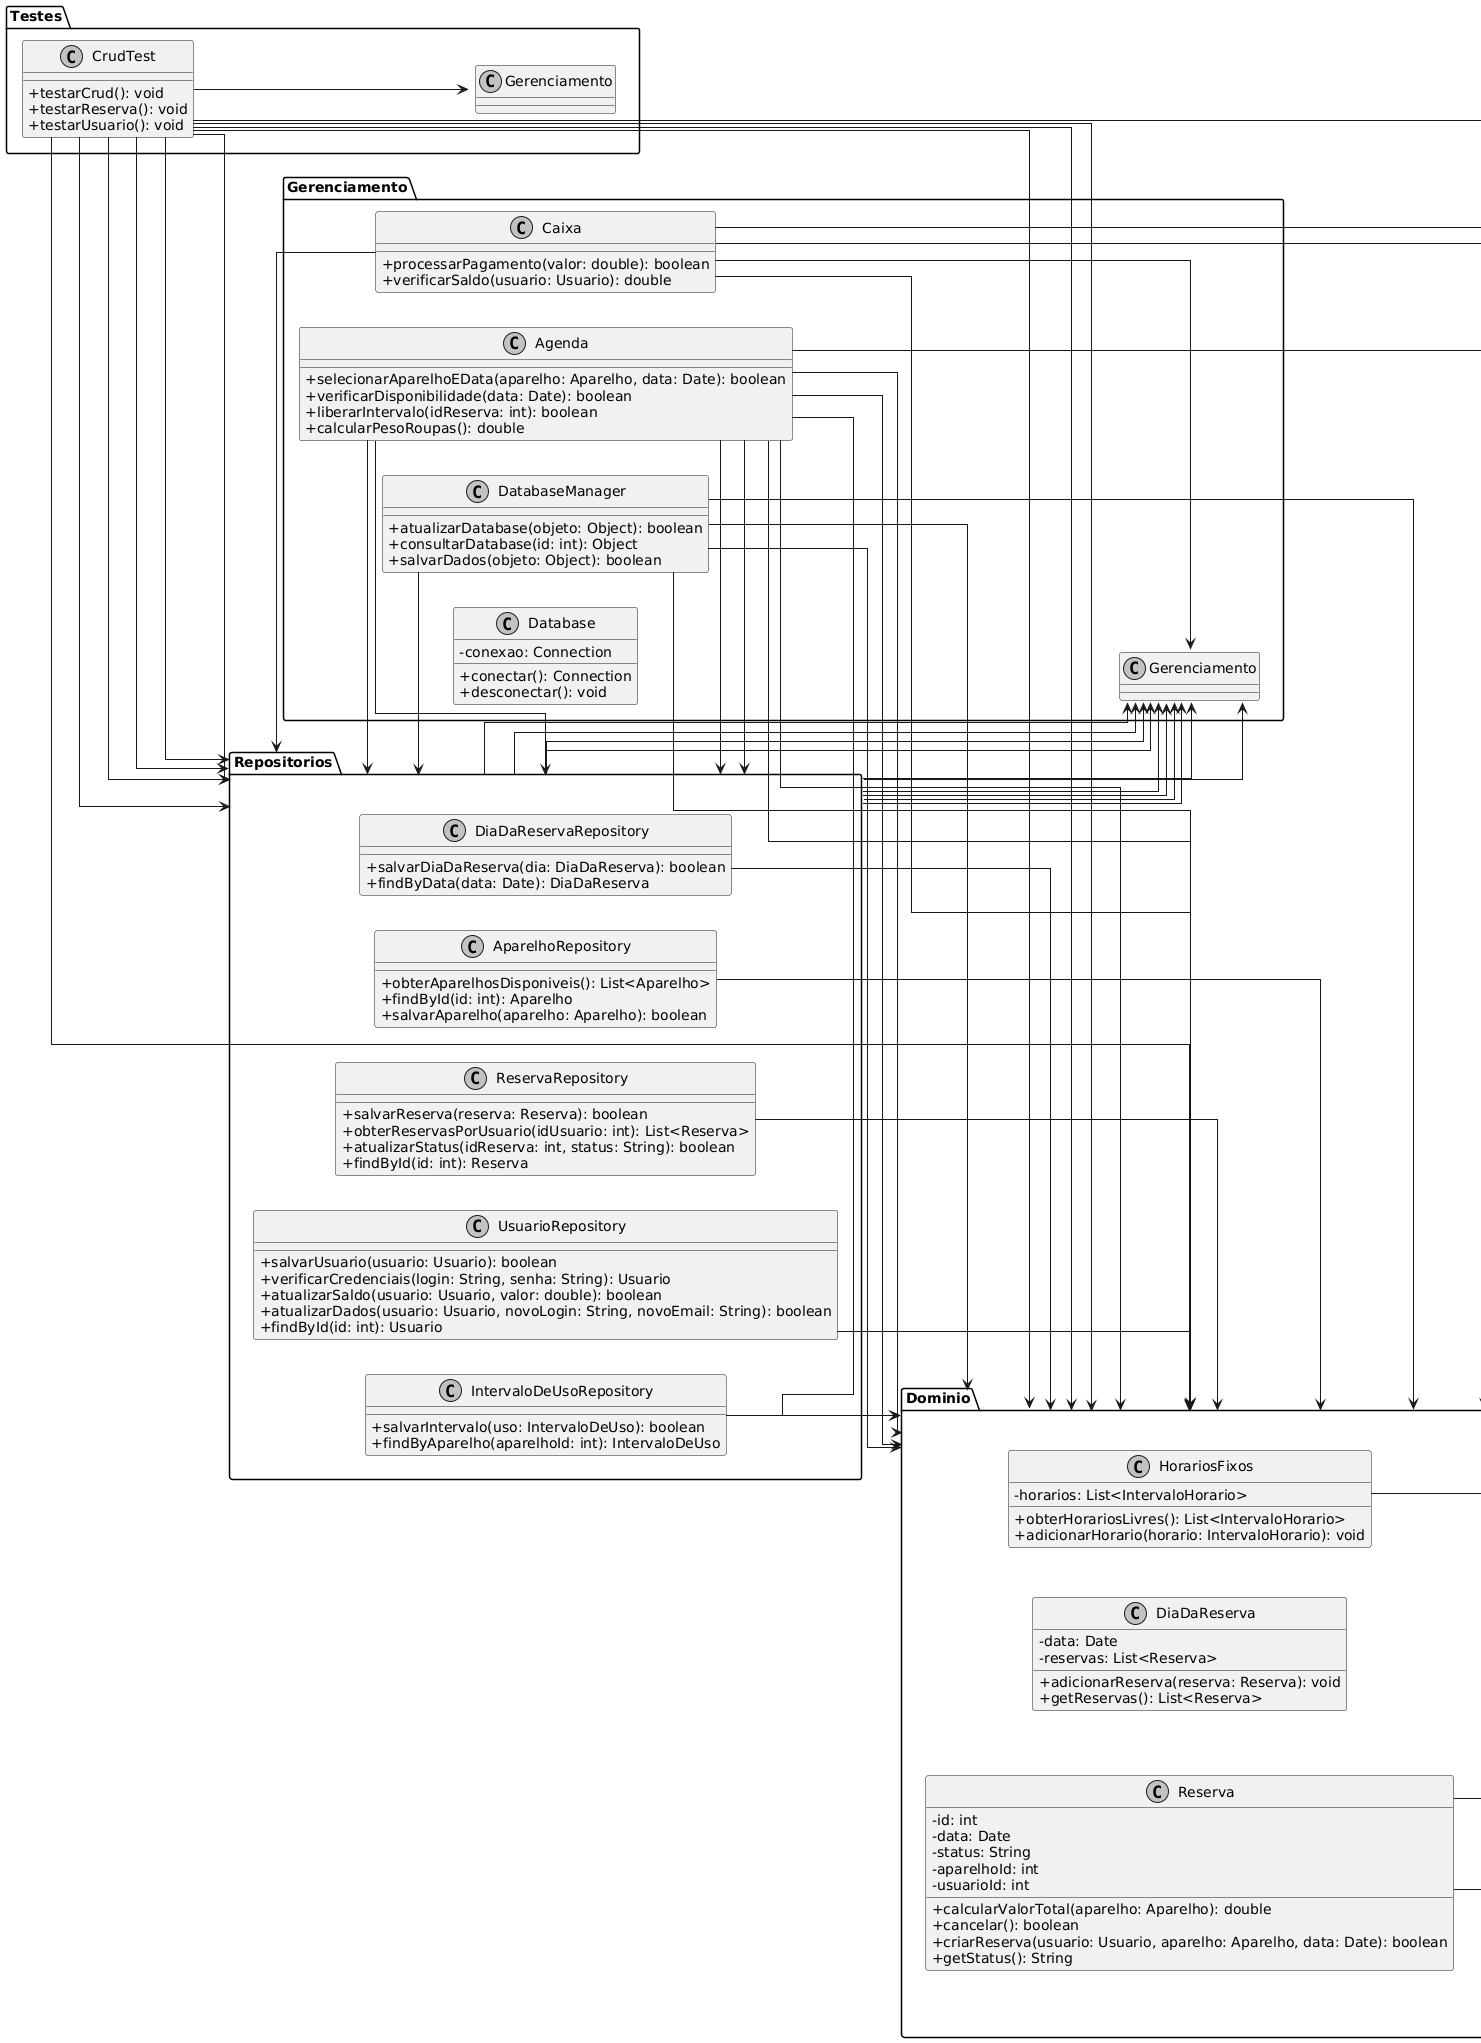 Testes
C CrudTest
+testarCrud(): void
+testarReserva(): void
+testarUsuario(): void
C Gerenciamento
Gerenciamento
C Caixa
+processarPagamento(valor: double): boolean
+verificarSaldo(usuario: Usuario): double
C Agenda
+selecionarAparelhoEData(aparelho: Aparelho, data: Date): boolean
+verificarDisponibilidade(data: Date): boolean
+liberarIntervalo(idReserva: int): boolean
+calcularPesoRoupas(): double
C DatabaseManager
+atualizarDatabase(objeto: Object): boolean
+consultarDatabase(id: int): Object
+salvarDados(objeto: Object): boolean
C Database
-conexao: Connection
+conectar(): Connection
+desconectar(): void
C Gerenciamento
Repositorios
C DiaDaReservaRepository
+salvarDiaDaReserva(dia: DiaDaReserva): boolean
+findByData(data: Date): DiaDaReserva
C AparelhoRepository
+obterAparelhosDisponiveis(): List<Aparelho>
+findById(id: int): Aparelho
+salvarAparelho(aparelho: Aparelho): boolean
C ReservaRepository
+salvarReserva(reserva: Reserva): boolean
+obterReservasPorUsuario(idUsuario: int): List<Reserva>
+atualizarStatus(idReserva: int, status: String): boolean
+findById(id: int): Reserva
C UsuarioRepository
+salvarUsuario(usuario: Usuario): boolean
+verificarCredenciais(login: String, senha: String): Usuario
+atualizarSaldo(usuario: Usuario, valor: double): boolean
+atualizarDados(usuario: Usuario, novoLogin: String, novoEmail: String): boolean
+findById(id: int): Usuario
C IntervaloDeUsoRepository
+salvarIntervalo(uso: IntervaloDeUso): boolean
+findByAparelho(aparelhoId: int): IntervaloDeUso
Dominio
C HorariosFixos
-horarios: List<IntervaloHorario>
+obterHorariosLivres(): List<IntervaloHorario>
+adicionarHorario(horario: IntervaloHorario): void
C DiaDaReserva
-data: Date
-reservas: List<Reserva>
+adicionarReserva(reserva: Reserva): void
+getReservas(): List<Reserva>
C Reserva
-id: int
-data: Date
-status: String
-aparelhoId: int
-usuarioId: int
+calcularValorTotal(aparelho: Aparelho): double
+cancelar(): boolean
+criarReserva(usuario: Usuario, aparelho: Aparelho, data: Date): boolean
+getStatus(): String